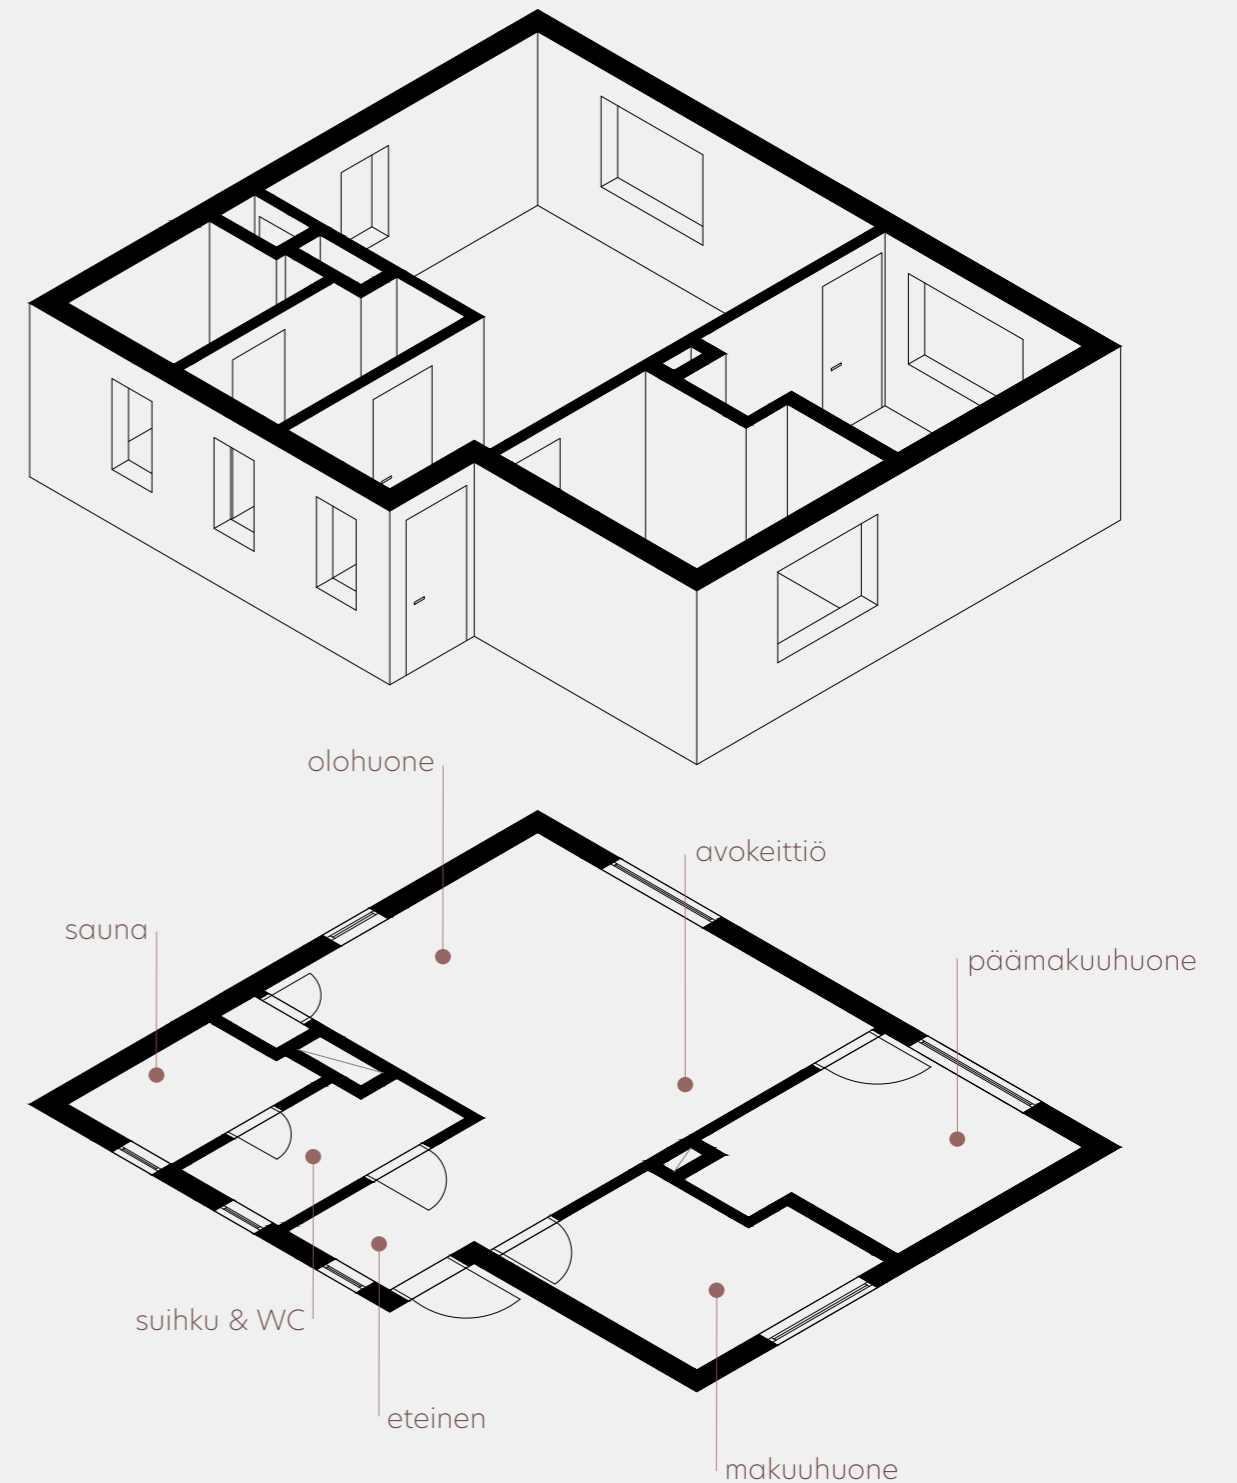 olohuone
avokeittiö
sauna
päämakuuhuone
suihku & WC
eteinen
makuuhuone